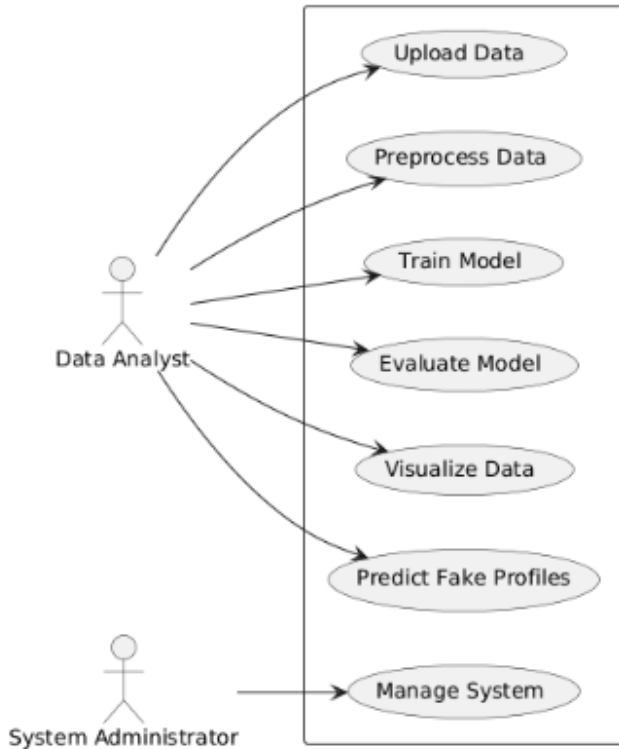 Upload Data
Preprocess Data
Train Model
Evaluate Model
Data Analyst
Visualize Data
Predict Fake Profiles
Manage System
System Administrator